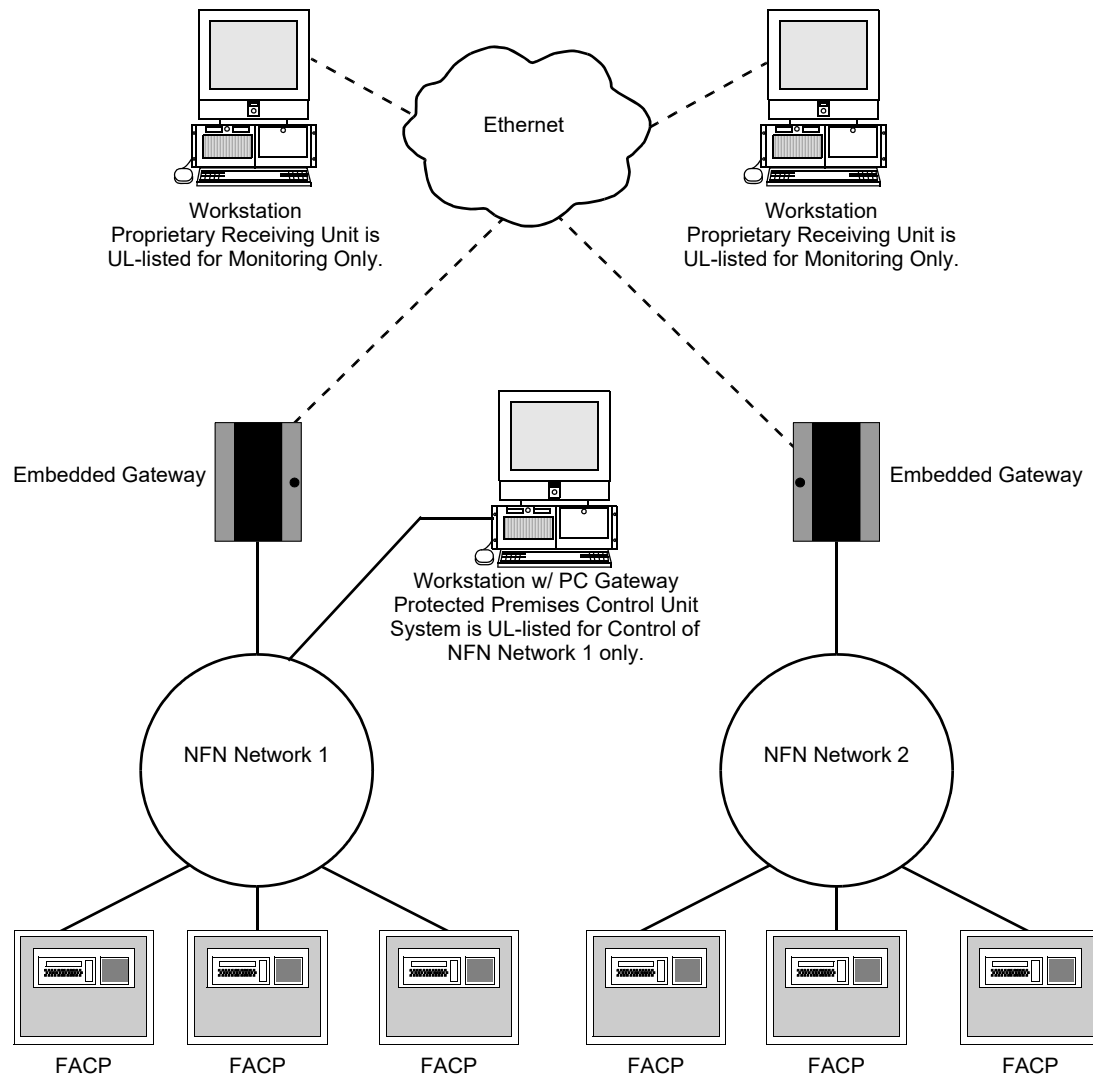 Ethernet
Workstation
Proprietary Receiving Unit is
UL-listed for Monitoring Only.
Workstation
Proprietary Receiving Unit is
UL-listed for Monitoring Only.
Embedded Gateway
Embedded Gateway
Workstation w/ PC Gateway
Protected Premises Control Unit
System is UL-listed for Control of
NFN Network 1 only.
NFN Network 1
NFN Network 2
FACP
FACP
FACP
FACP
FACP
FACP